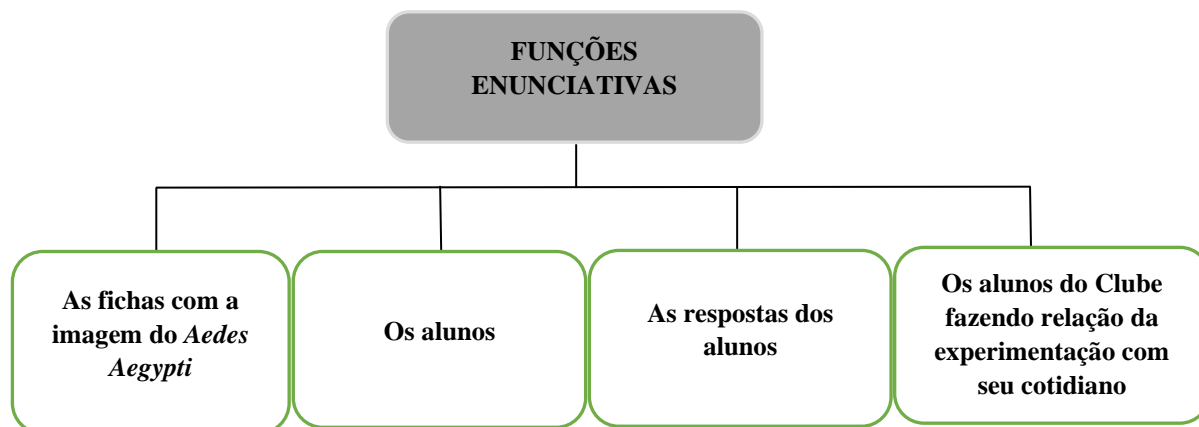 FUNÇÕES
ENUNCIATIVAS
As fichas com a
imagem do Aedes
Aegypti
Os alunos
As respostas dos
alunos
Os alunos do Clube
fazendo relação da
experimentação com
seu cotidiano